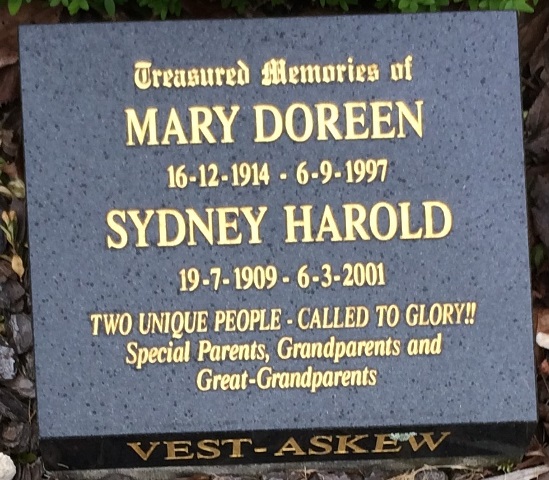 Treasured Memories of
MARY DOREEN
16-12-1914 - 6-9-1997
SYDNEY HAROLD
19-7-1909 - 6-3-2001
TWO UNIQUE PEOPLE - CALLED TO GLORY!!
Special Parents, Grandparents and
Great-Grandparents
VEST-ASKEW